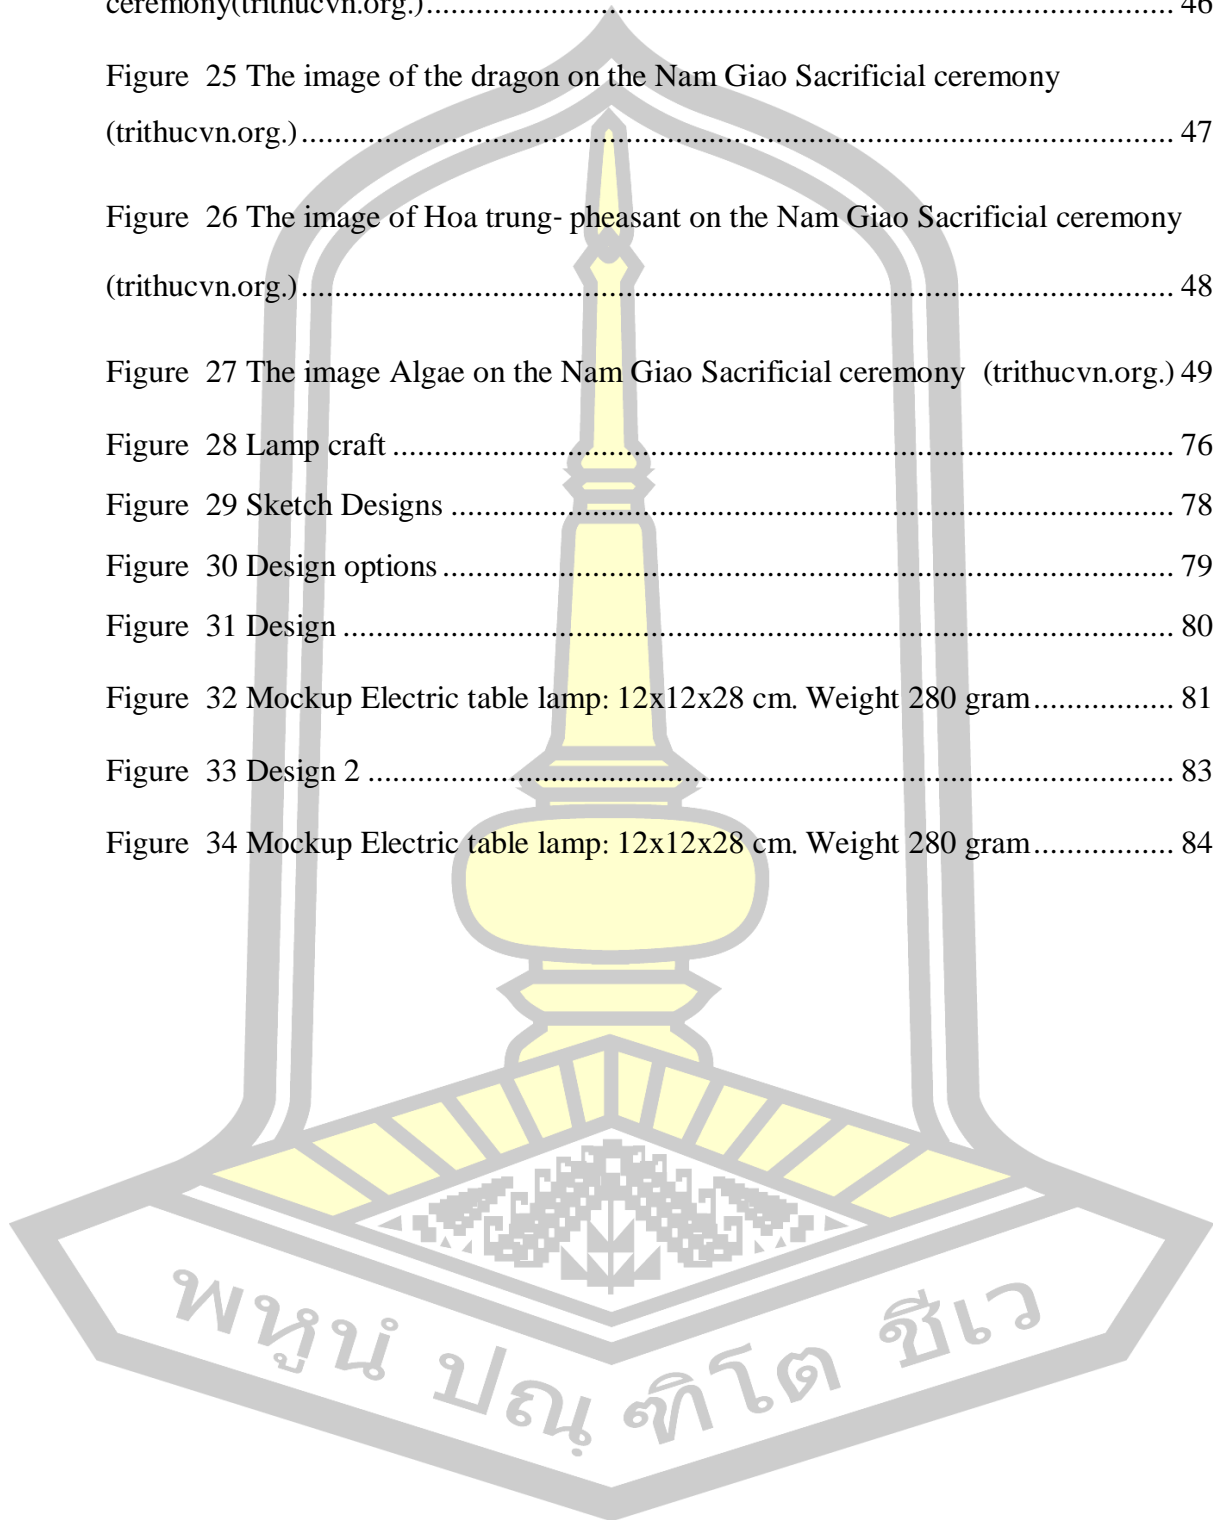 ceremony(trithucvn.org.) ........ 46
Figure 25 The image of the dragon on the Nam Giao Sacrificial ceremony
(trithucvn.org.) ........ 47
Figure 26 The image of Hoa trung- pheasant on the Nam Giao Sacrificial ceremony
(trithucvn.org.) ........ 48
Figure 27 The image Algae on the Nam Giao Sacrificial ceremony (trithucvn.org.) 49
Figure 28 Lamp craft ........ 76
Figure 29 Sketch Designs ........ 78
Figure 30 Design options ........ 79
Figure 31 Design ........ 80
Figure 32 Mockup Electric table lamp: 12x12x28 cm. Weight 280 gram ........ 81
Figure 33 Design 2 ........ 83
Figure 34 Mockup Electric table lamp: 12x12x28 cm. Weight 280 gram ........ 84
พหูนํ ปณฺฑิโต ชีเว